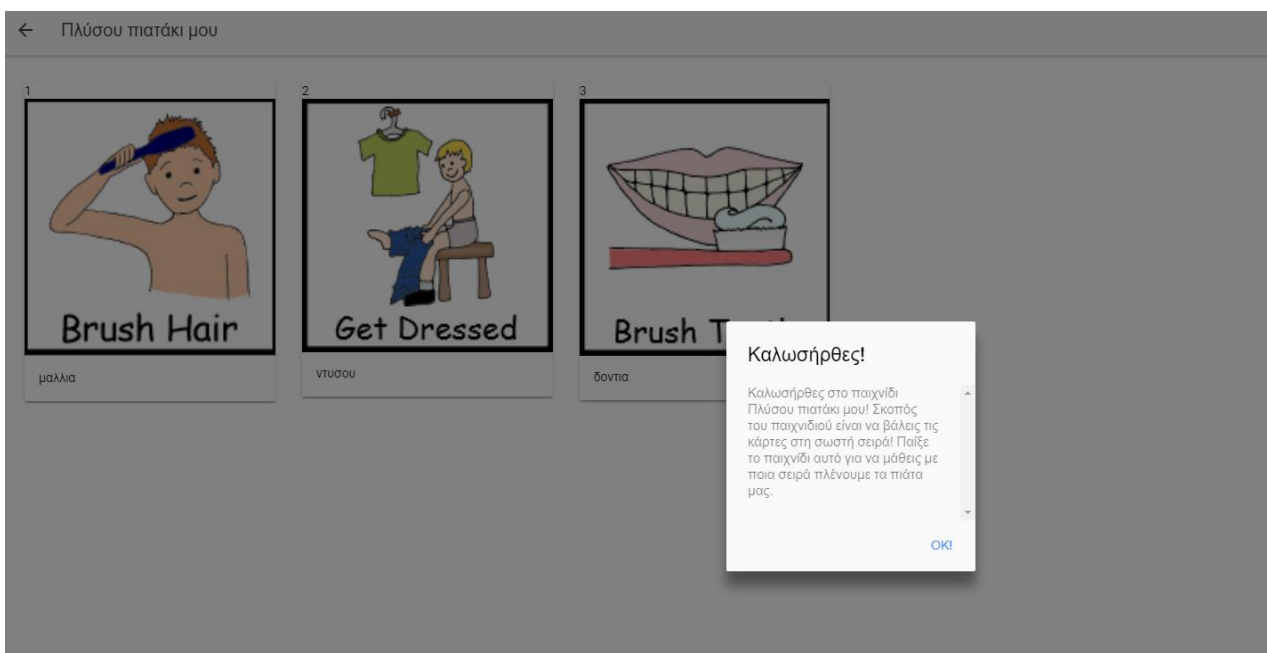 Πλύσου πιατάκι μου
1
2
3
Brush Hair
Get Dressed
Brush
μαλλια
ντυσου
δοντια
Καλωσήρθες!
Καλωσήρθες στο παιχνίδι
Πλύσου πιατάκι μου! Σκοπός
του παιχνιδιού είναι να βάλεις τις
κάρτες στη σωστή σειρά! Παίξε
το παιχνίδι αυτό για να μάθεις με
ποια σειρά πλένουμε τα πιάτα
μας.
OK!